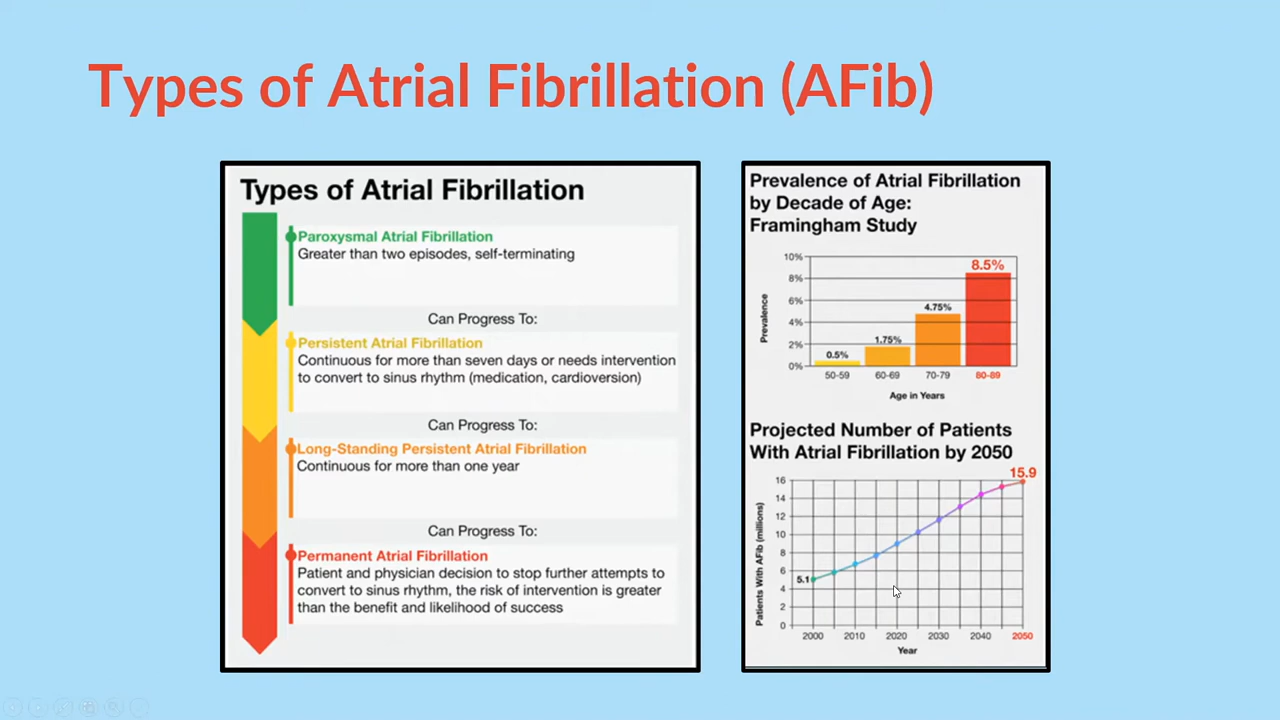 Types of Atrial Fibrillation (AFib)
Types of Atrial Fibrillation
Paroxysmal Atrial Fibrillation
Greater than two episodes, self-terminating
Can Progress To:
Persistent Atrial Fibrillation
Continuous for more than seven days or needs intervention
to convert to sinus rhythm (medication, cardioversion)
Can Progress To:
Long-Standing Persistent Atrial Fibrillation
Continuous for more than one year
Can Progress To:
Permanent Atrial Fibrillation
Patient and physician decision to stop further attempts to
convert to sinus rhythm, the risk of intervention is greater
than the benefit and likelihood of success
Prevalence of Atrial Fibrillation
by Decade of Age:
Framingham Study
Prevalence
10%
8%
6%
4%
2%
0%
0.5%
1.75%
4.75%
8.5%
50-59 60-69 70-79 80-89
Age in Years
Projected Number of Patients
With Atrial Fibrillation by 2050
Patients With AFib (millions)
16
14
12
10
8
6
4
2
0
5.1
15.9
2000 2010 2020 2030 2040 2050
Year